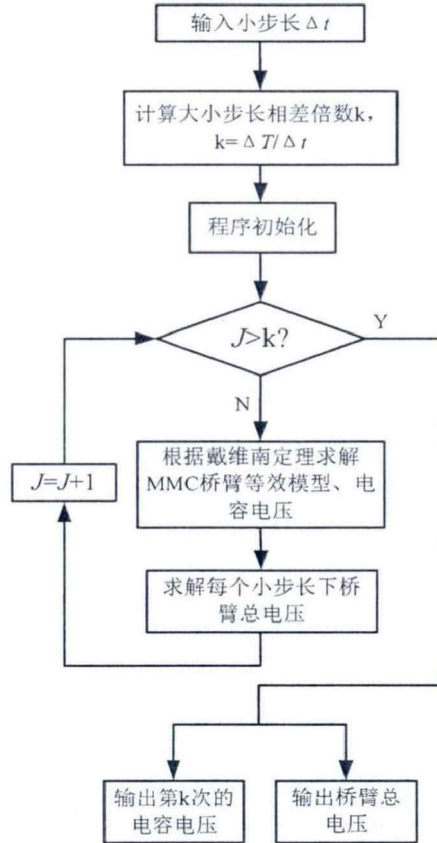 输入小步长Δt
计算大小步长相差倍数k，
k=ΔT/Δt
程序初始化
J>k?
Y
N
根据戴维南定理求解
MMC桥臂等效模型、电
容电压
J=J+1
求解每个小步长下桥
臂总电压
输出第k次的
电容电压
输出桥臂总
电压